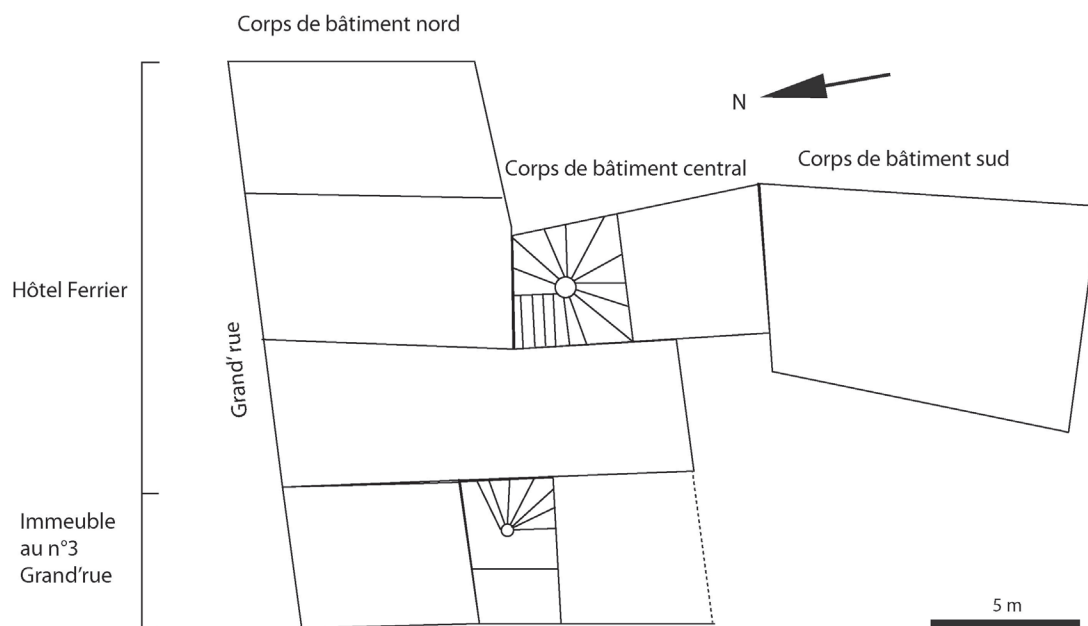 Corps de bâtiment nord
N
Corps de bâtiment central
Corps de bâtiment sud
Hôtel Ferrier
Grand' rue
Immeuble
au n°3
Grand'rue
5 m